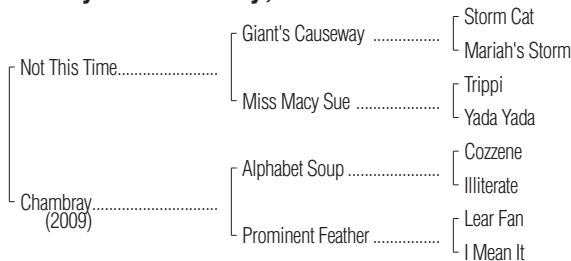 Storm Cat
Giant's Causeway ................
Mariah's Storm
Not This Time........................
Trippi
Miss Macy Sue ....................
Yada Yada
Cozzene
Alphabet Soup ......................
Illiterate
Chambray..............................
(2009)
Lear Fan
Prominent Feather ................
I Mean It